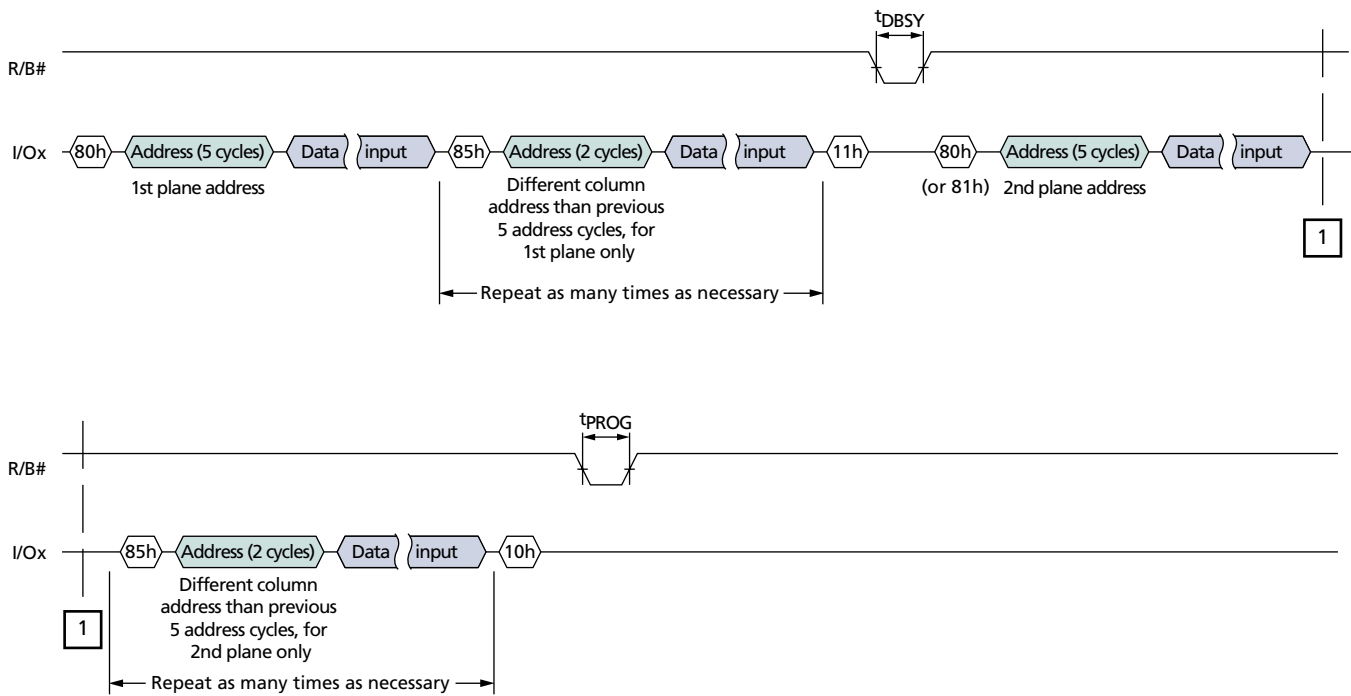 tDBSY
R/B#
I/Ox 80h Address (5 cycles) Data input 85h Address (2 cycles) Data input 11h 80h Address (5 cycles) Data input
1st plane address
Different column
address than previous
5 address cycles, for
1st plane only
(or 81h) 2nd plane address
1
Repeat as many times as necessary
tPROG
R/B#
I/Ox 85h Address (2 cycles) Data input 10h
1
Different column
address than previous
5 address cycles, for
2nd plane only
Repeat as many times as necessary